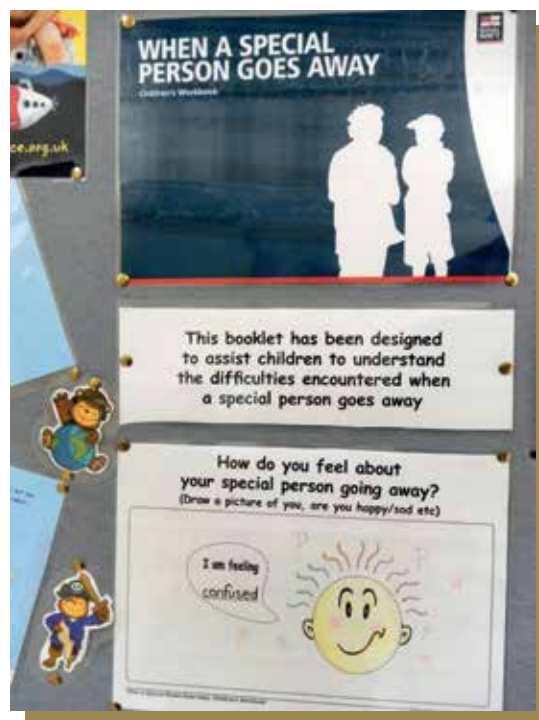 WHEN A SPECIAL
PERSON GOES AWAY
Children's Workbook
ce.org.uk
This booklet has been designed
to assist children to understand
the difficulties encountered when
a special person goes away
How do you feel about
your special person going away?
(Draw a picture of you, are you happy/sad etc)
I am feeling
confused